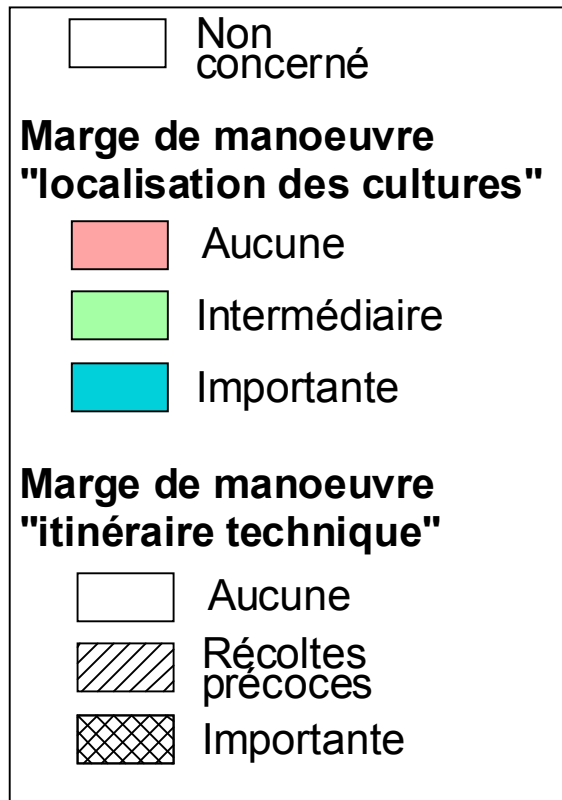 Non
concerné
Marge de manoeuvre
"localisation des cultures"
Aucune
Intermédiaire
Importante
Marge de manoeuvre
"itinéraire technique"
Aucune
Récoltes
précoces
Importante